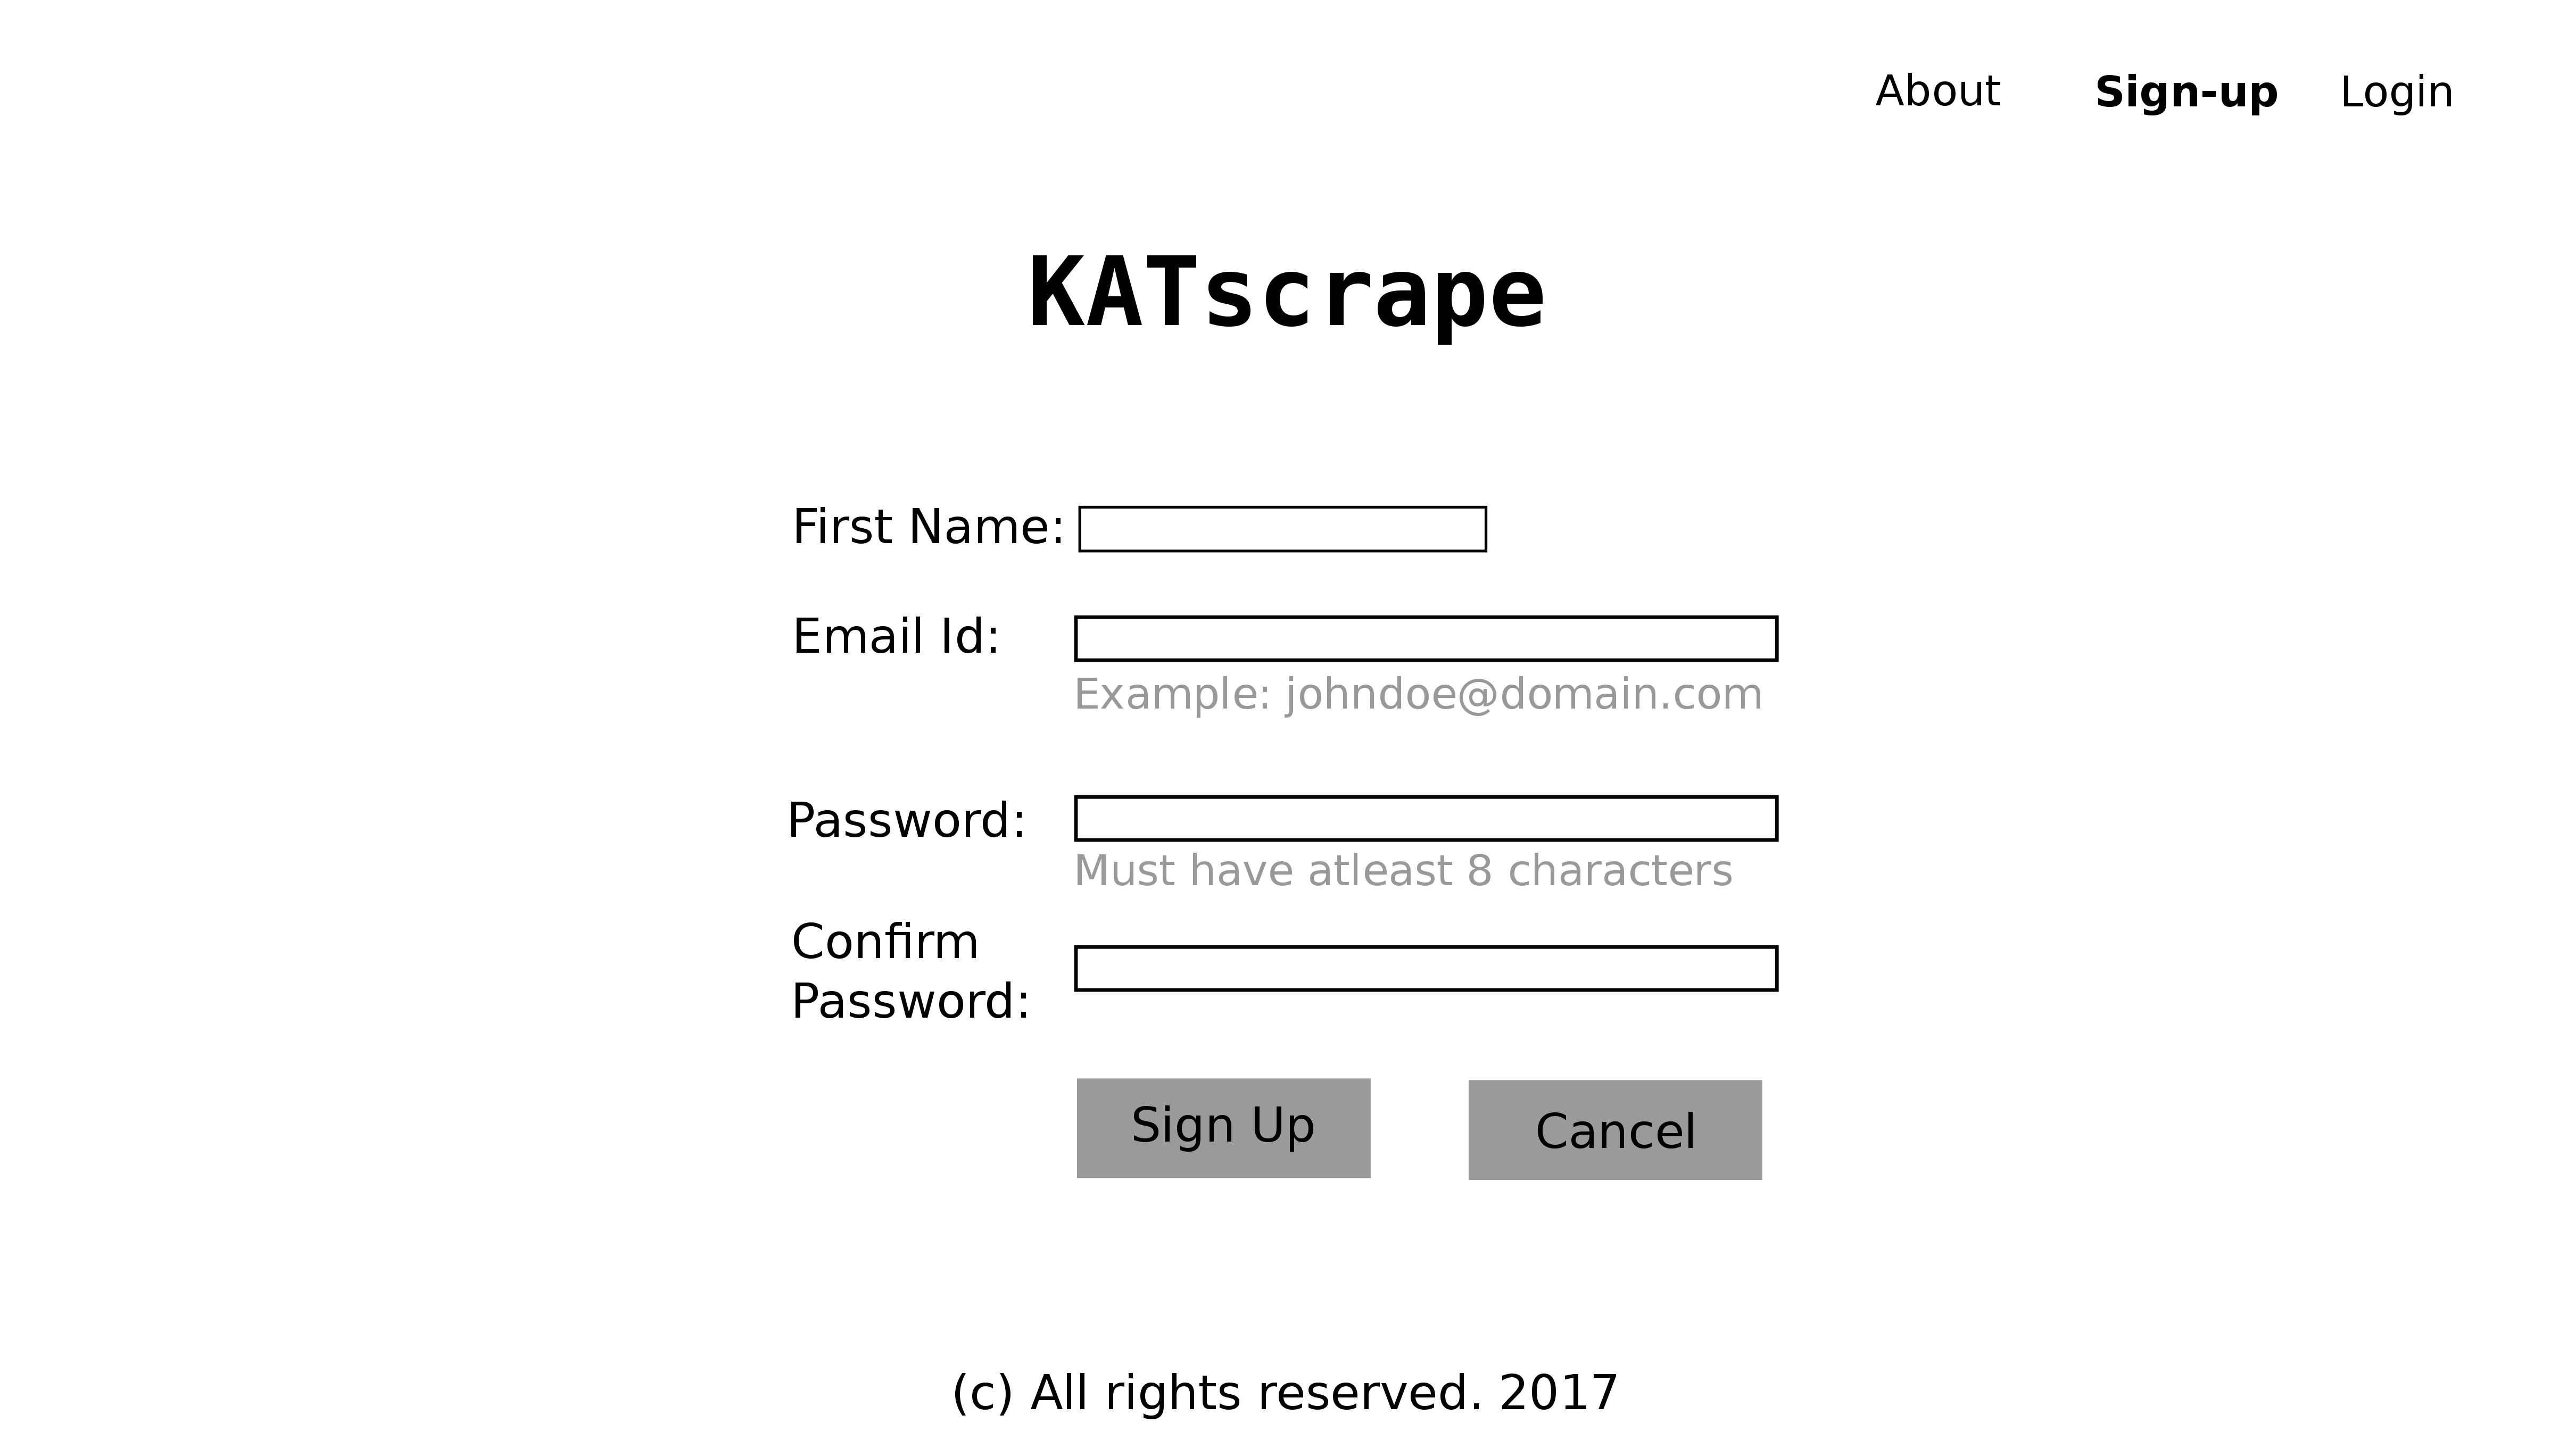 About Sign-up Login
KATscrape
First Name:
Email Id:
Example: johndoe@domain.com
Password:
Must have atleast 8 characters
Confirm
Password:
Sign Up Cancel
(c) All rights reserved. 2017